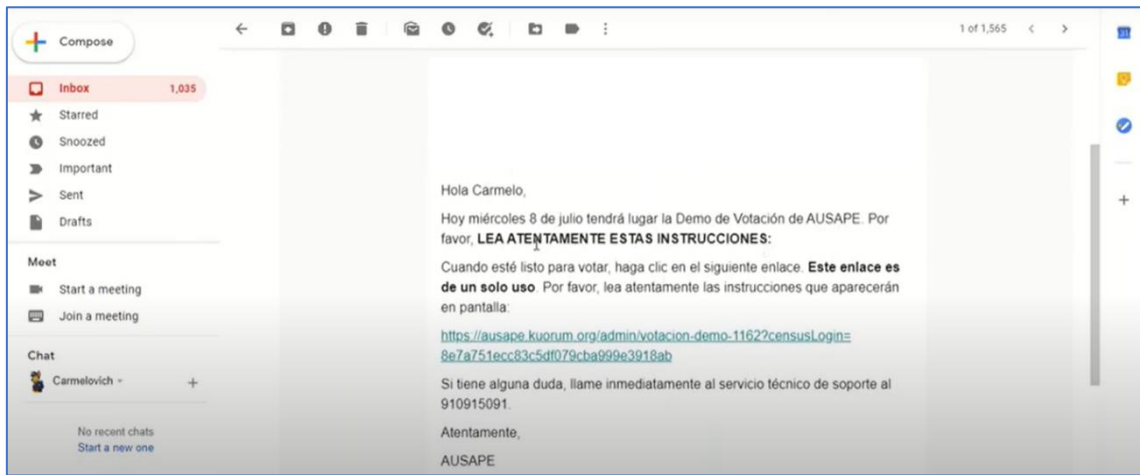 Compose
1 of 1,565
Inbox 1,035
Starred
Snoozed
Important
Sent
Drafts
Meet
Start a meeting
Join a meeting
Chat
Carmelovich
No recent chats
Start a new one
31
Hola Carmelo,
Hoy miércoles 8 de julio tendrá lugar la Demo de Votación de AUSAPE. Por
favor, LEA ATENTAMENTE ESTAS INSTRUCCIONES:
Cuando esté listo para votar, haga clic en el siguiente enlace. Este enlace es
de un solo uso. Por favor, lea atentamente las instrucciones que aparecerán
en pantalla:
https://ausape.kuorum.org/admin/votacion-demo-1162?censusLogin=
8e7a751ecc83c5df079cba999e3918ab
Si tiene alguna duda, llame inmediatamente al servicio técnico de soporte al
910915091.
Atentamente,
AUSAPE